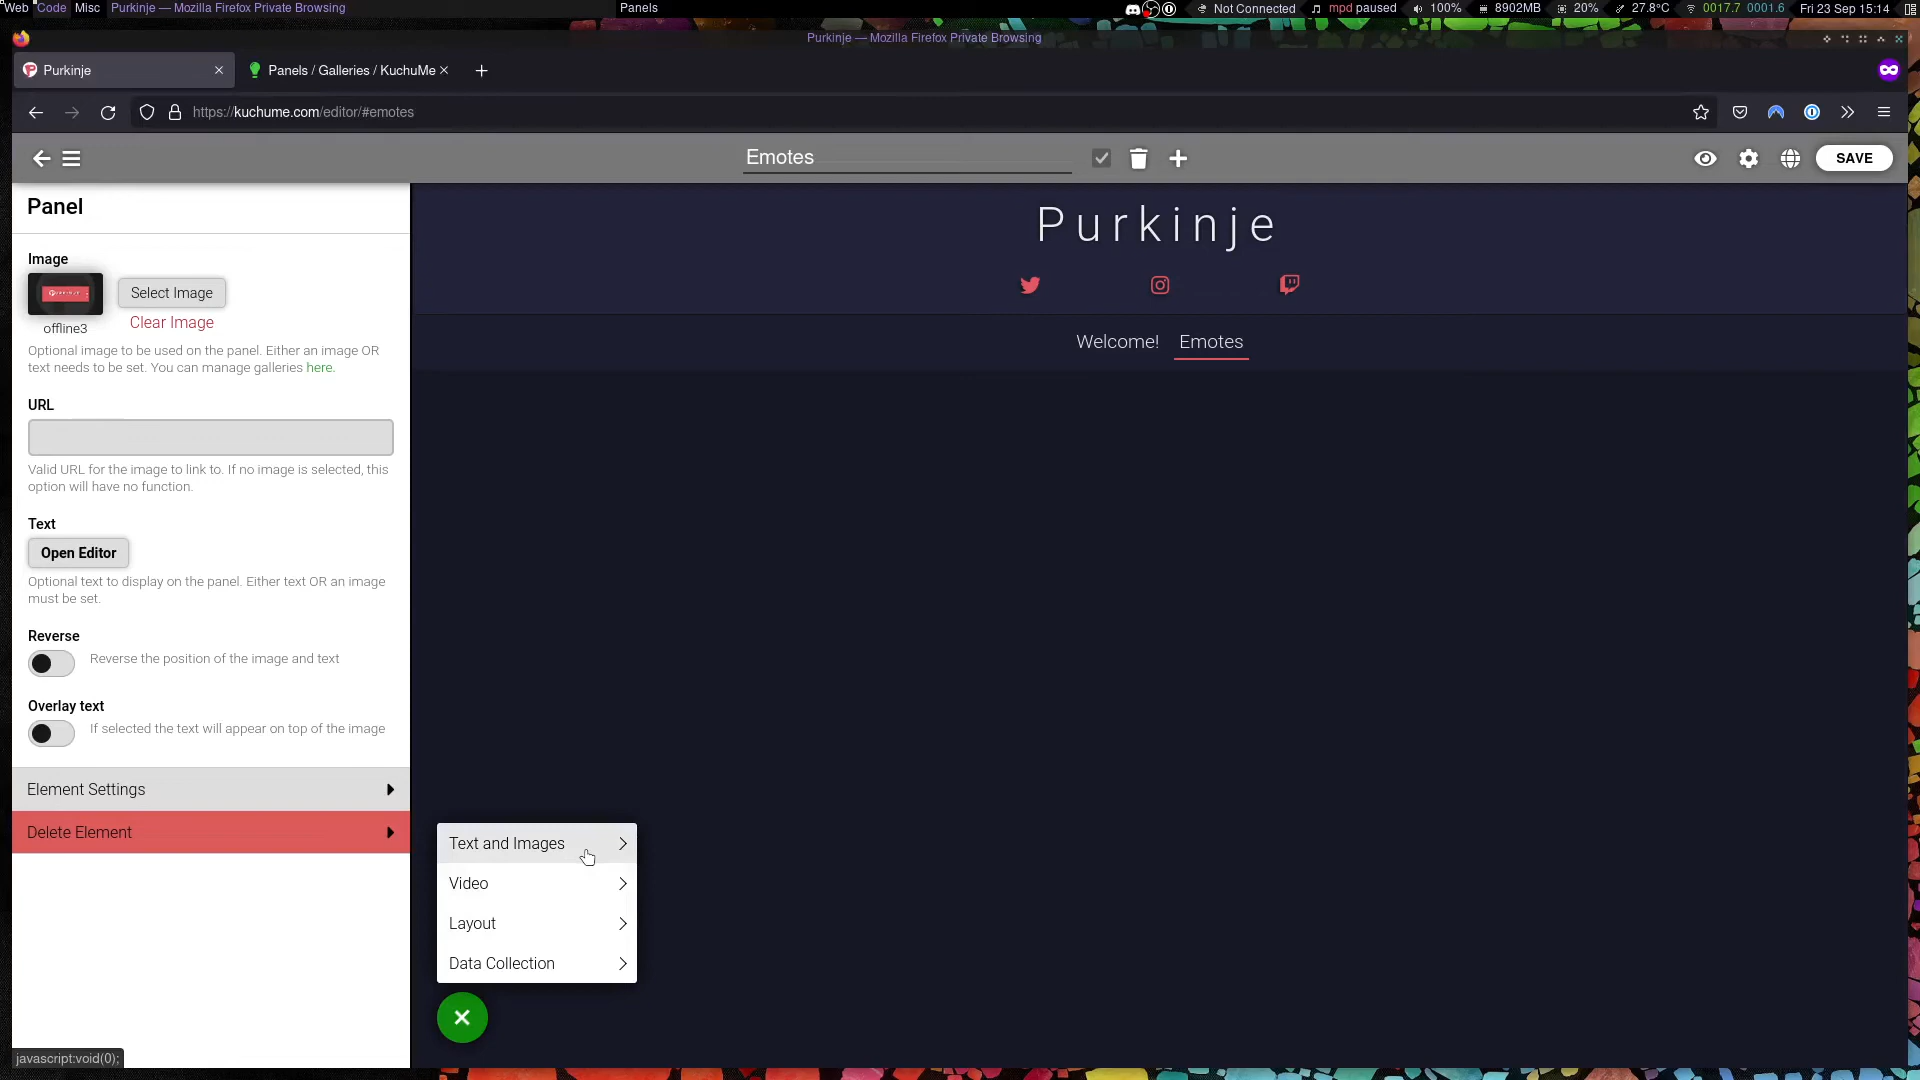 Web Code Misc Purkinje — Mozilla Firefox Private Browsing Panels Not Connected mpd paused 100% 8902MB 20% 27.8°C 0017.7 0001.6 Fri 23 Sep 15:14
Purkinje — Mozilla Firefox Private Browsing
Purkinje Panels / Galleries / KuchuMe
https://kuchume.com/editor/#emotes
Emotes SAVE
Panel
Image
Select Image
Clear Image
offline3
Optional image to be used on the panel. Either an image OR
text needs to be set. You can manage galleries here.
URL
Valid URL for the image to link to. If no image is selected, this
option will have no function.
Text
Open Editor
Optional text to display on the panel. Either text OR an image
must be set.
Reverse
Reverse the position of the image and text
Overlay text
If selected the text will appear on top of the image
Element Settings
Delete Element
javascript:void(0);
Purkinje
Welcome! Emotes
Text and Images
Video
Layout
Data Collection